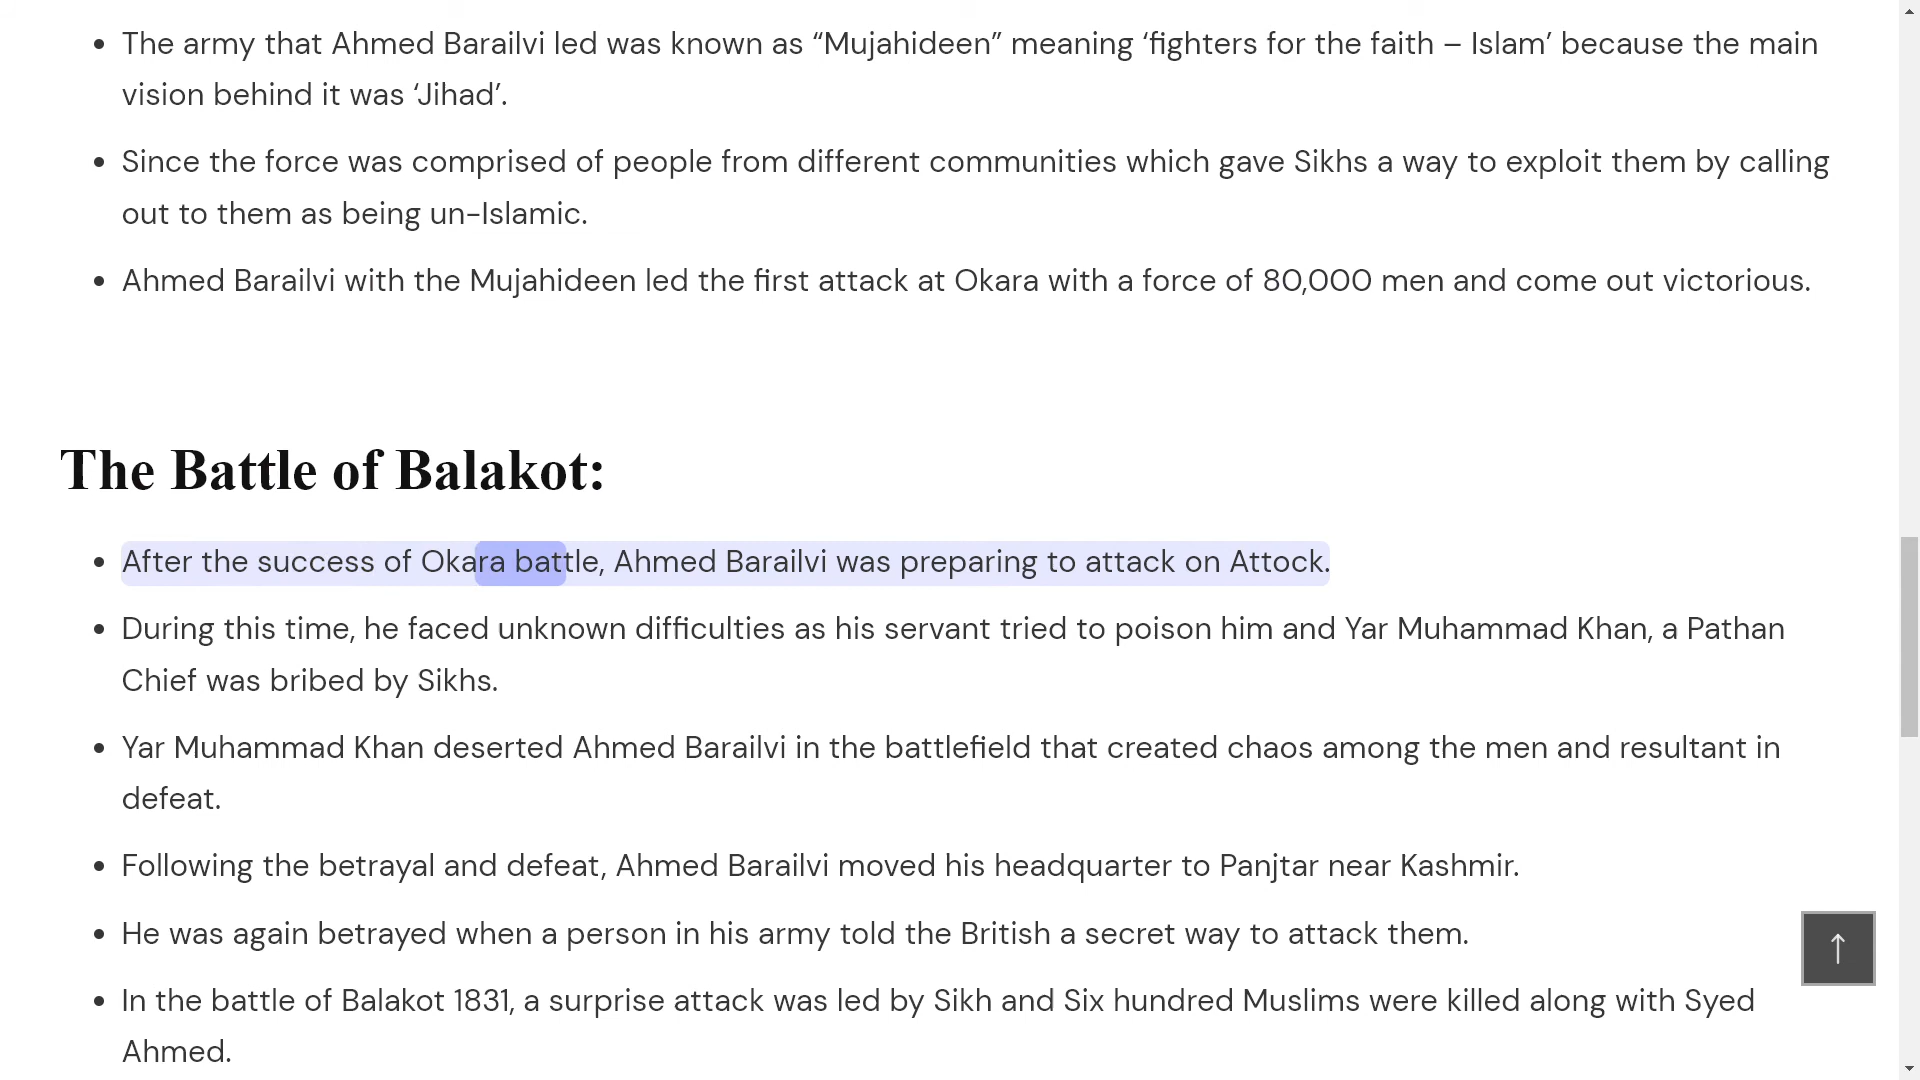 The army that Ahmed Barailvi led was known as “Mujahideen” meaning ‘fighters for the faith – Islam’ because the main
vision behind it was ‘Jihad’.
Since the force was comprised of people from different communities which gave Sikhs a way to exploit them by calling
out to them as being un-Islamic.
Ahmed Barailvi with the Mujahideen led the first attack at Okara with a force of 80,000 men and come out victorious.
The Battle of Balakot:
After the success of Okara battle, Ahmed Barailvi was preparing to attack on Attock.
During this time, he faced unknown difficulties as his servant tried to poison him and Yar Muhammad Khan, a Pathan
Chief was bribed by Sikhs.
Yar Muhammad Khan deserted Ahmed Barailvi in the battlefield that created chaos among the men and resultant in
defeat.
Following the betrayal and defeat, Ahmed Barailvi moved his headquarter to Panjtar near Kashmir.
He was again betrayed when a person in his army told the British a secret way to attack them.
In the battle of Balakot 1831, a surprise attack was led by Sikh and Six hundred Muslims were killed along with Syed
Ahmed.